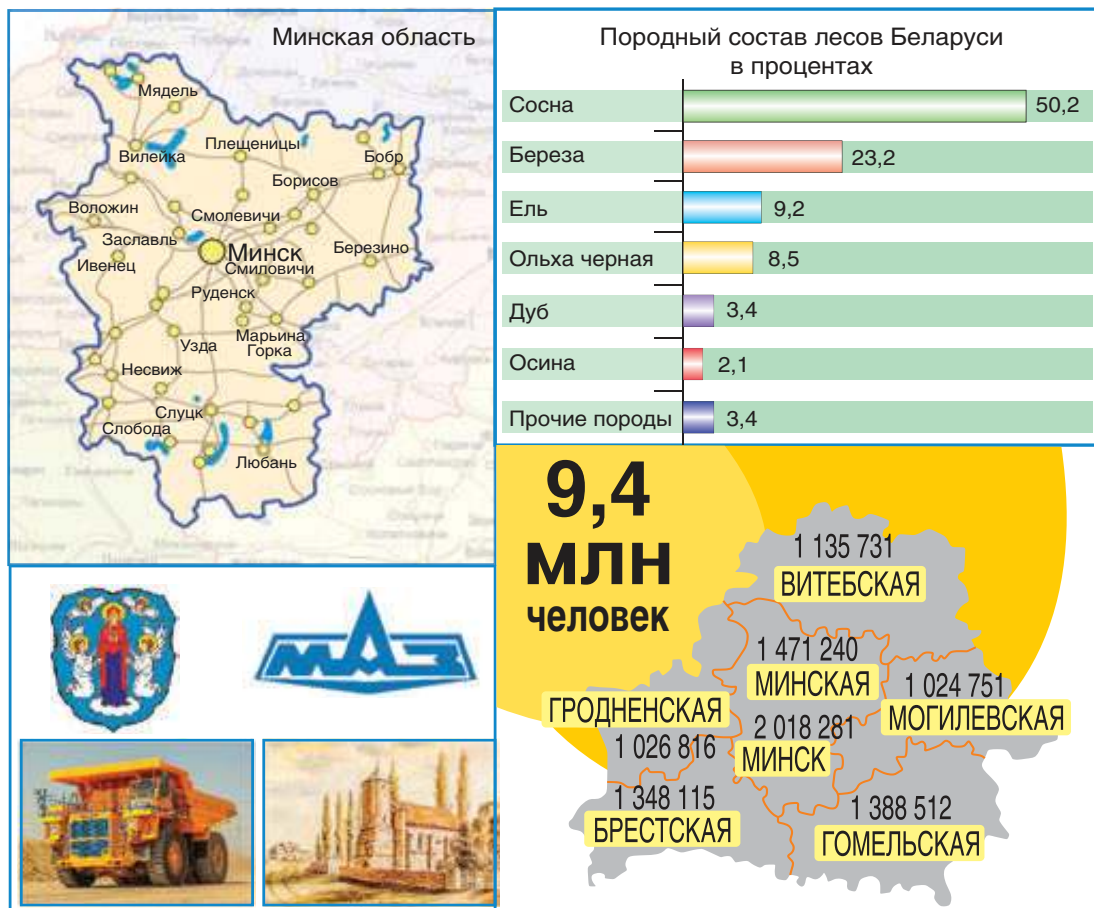 Минская область
Мядель
Вилейка
Плещеницы
Бобр
Борисов
Воложин
Смолевичи
Заславль
Минск
Березино
Ивенец
Смиловичи
Руденск
Марьина
Горка
Узда
Несвиж
Слуцк
Слобода
Любань
Породный состав лесов Беларуси
в процентах
Сосна 50,2
Береза 23,2
Ель 9,2
Ольха черная 8,5
Дуб 3,4
Осина 2,1
Прочие породы 3,4
МАЗ
9,4
млн
человек
1 135 731
ВИТЕБСКАЯ
1 471 240
МИНСКАЯ
1 024 751
МОГИЛЕВСКАЯ
ГРОДНЕНСКАЯ
1 026 816
2 018 281
МИНСК
1 348 115
БРЕСТСКАЯ
1 388 512
ГОМЕЛЬСКАЯ